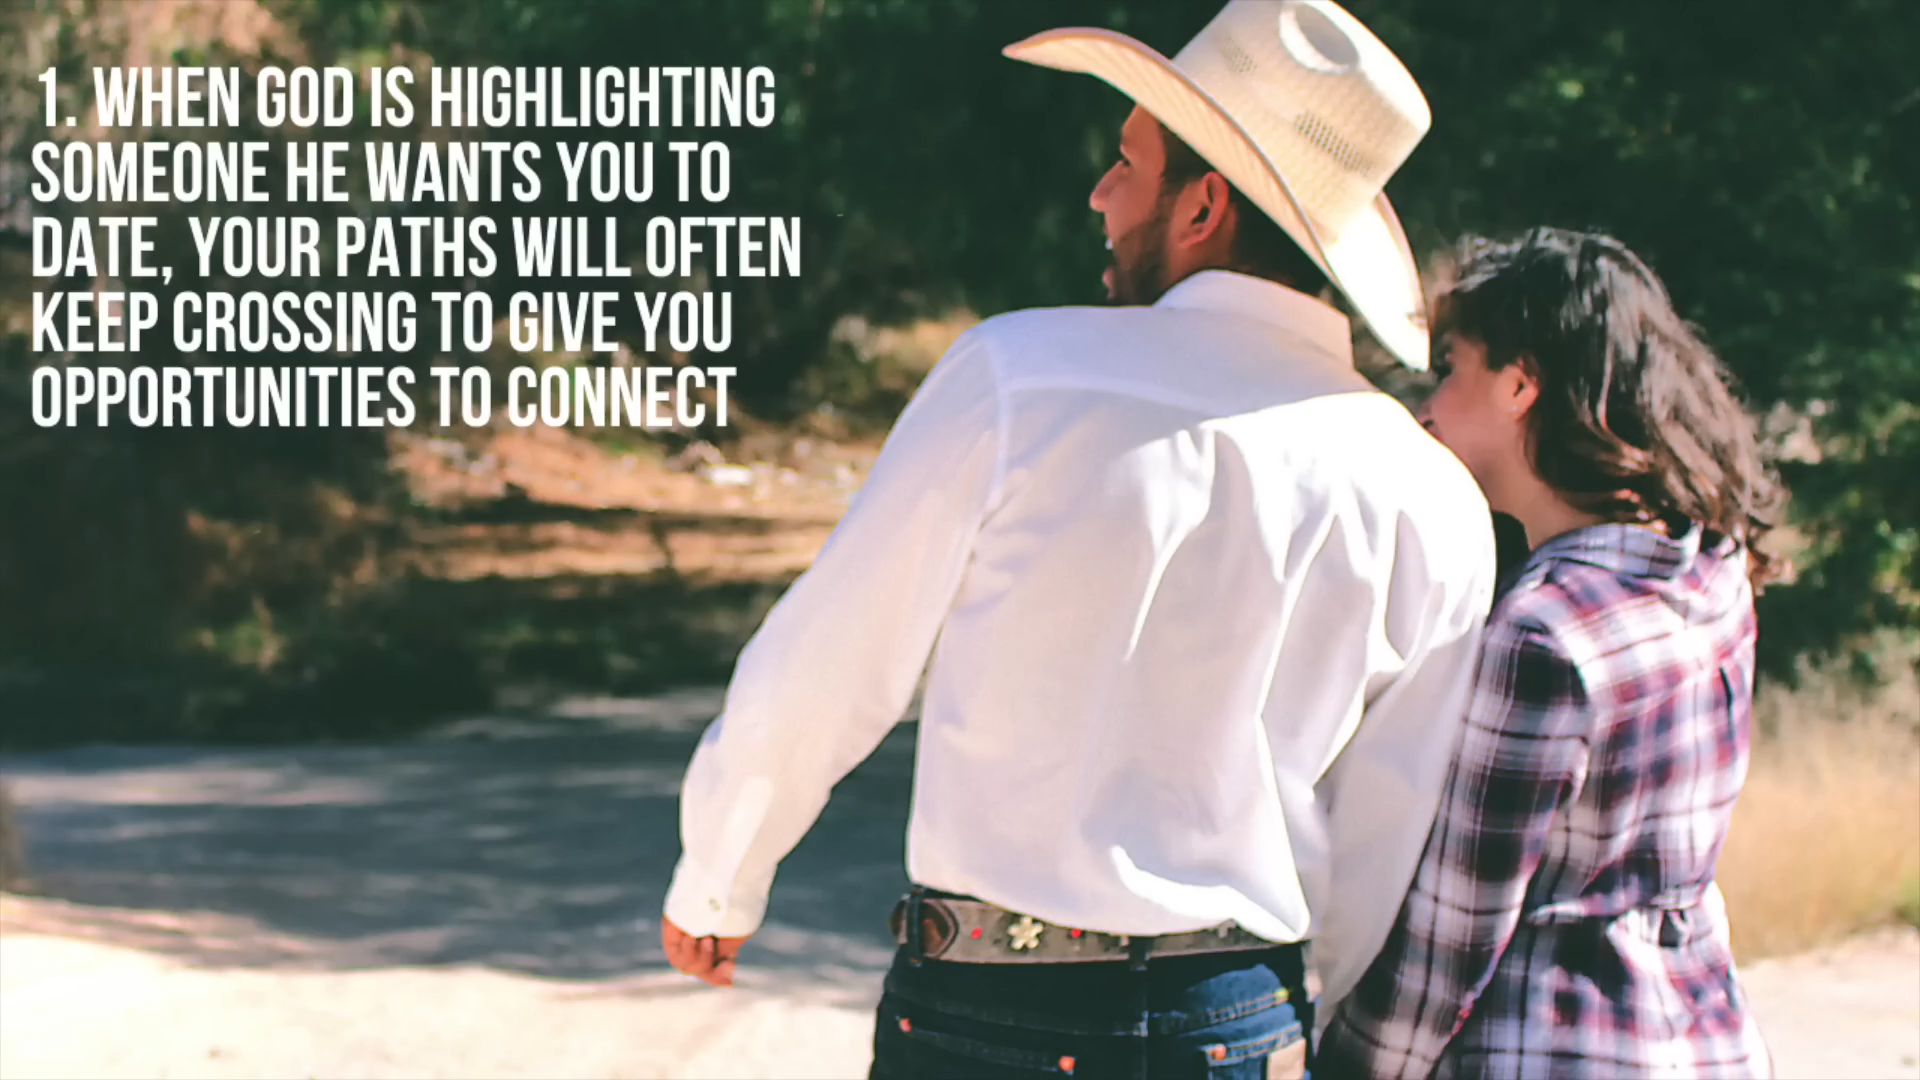 1. WHEN GOD IS HIGHLIGHTING
SOMEONE HE WANTS YOU TO
DATE, YOUR PATHS WILL OFTEN
KEEP CROSSING TO GIVE YOU
OPPORTUNITIES TO CONNECT